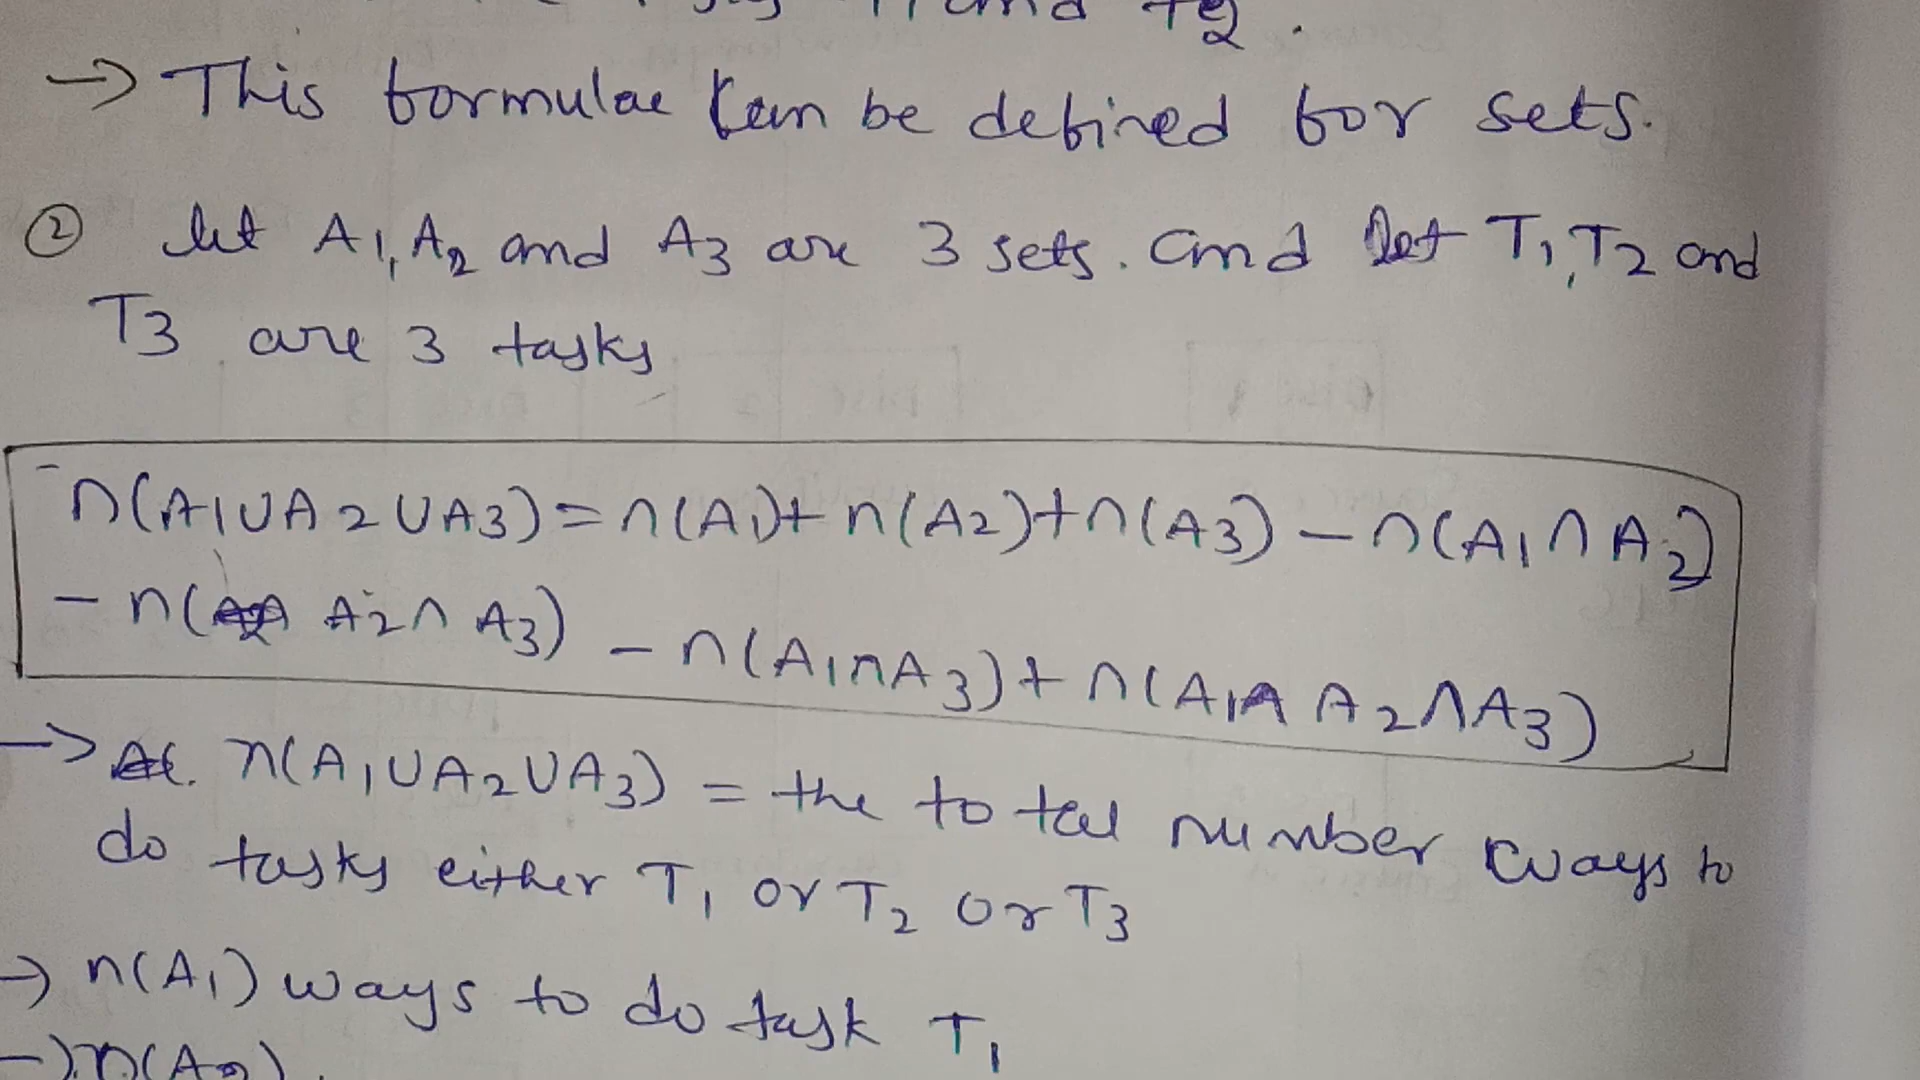 T2.
→ This formulae can be defined for sets.
② let A1, A2 and A3 are 3 sets. and let T1, T2 and
T3 are 3 tasks
n(A1∪A2∪A3)=n(A1)+n(A2)+n(A3)-n(A1∩A2)
-n(A2∩A3)-n(A1∩A3)+n(A1∩A2∩A3)
→ n(A1∪A2∪A3) = the total number ways to
do tasks either T1 or T2 or T3
→ n(A1) ways to do task T1
→ n(A2)